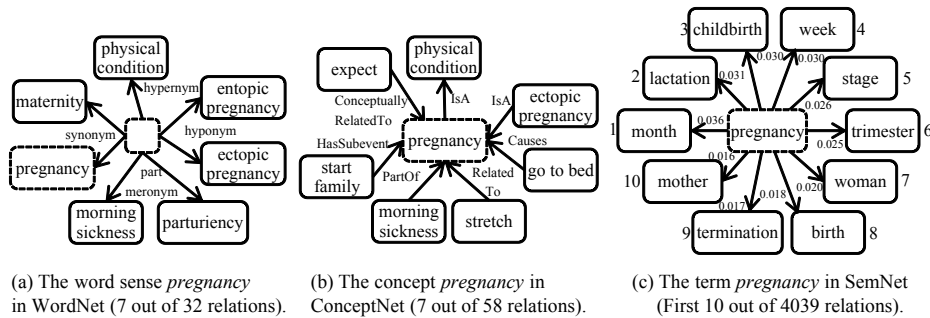 physical
condition
hypernym
entopic
pregnancy
maternity
synonym
hyponym
pregnancy
ectopic
pregnancy
part
meronym
morning
sickness
parturiency
(a) The word sense pregnancy
in WordNet (7 out of 32 relations).
expect
physical
condition
Conceptually
RelatedTo
IsA
IsA
ectopic
pregnancy
pregnancy
HasSubevent
Causes
start
family
PartOf
Related
To
go to bed
morning
sickness
stretch
(b) The concept pregnancy in
ConceptNet (7 out of 58 relations).
3 childbirth
week 4
0.030
0.030
2 lactation
0.031
stage 5
0.026
1 month
0.036
pregnancy
trimester 6
0.025
10 mother
0.016
0.020
woman 7
0.017
0.018
9 termination
birth 8
(c) The term pregnancy in SemNet
(First 10 out of 4039 relations).